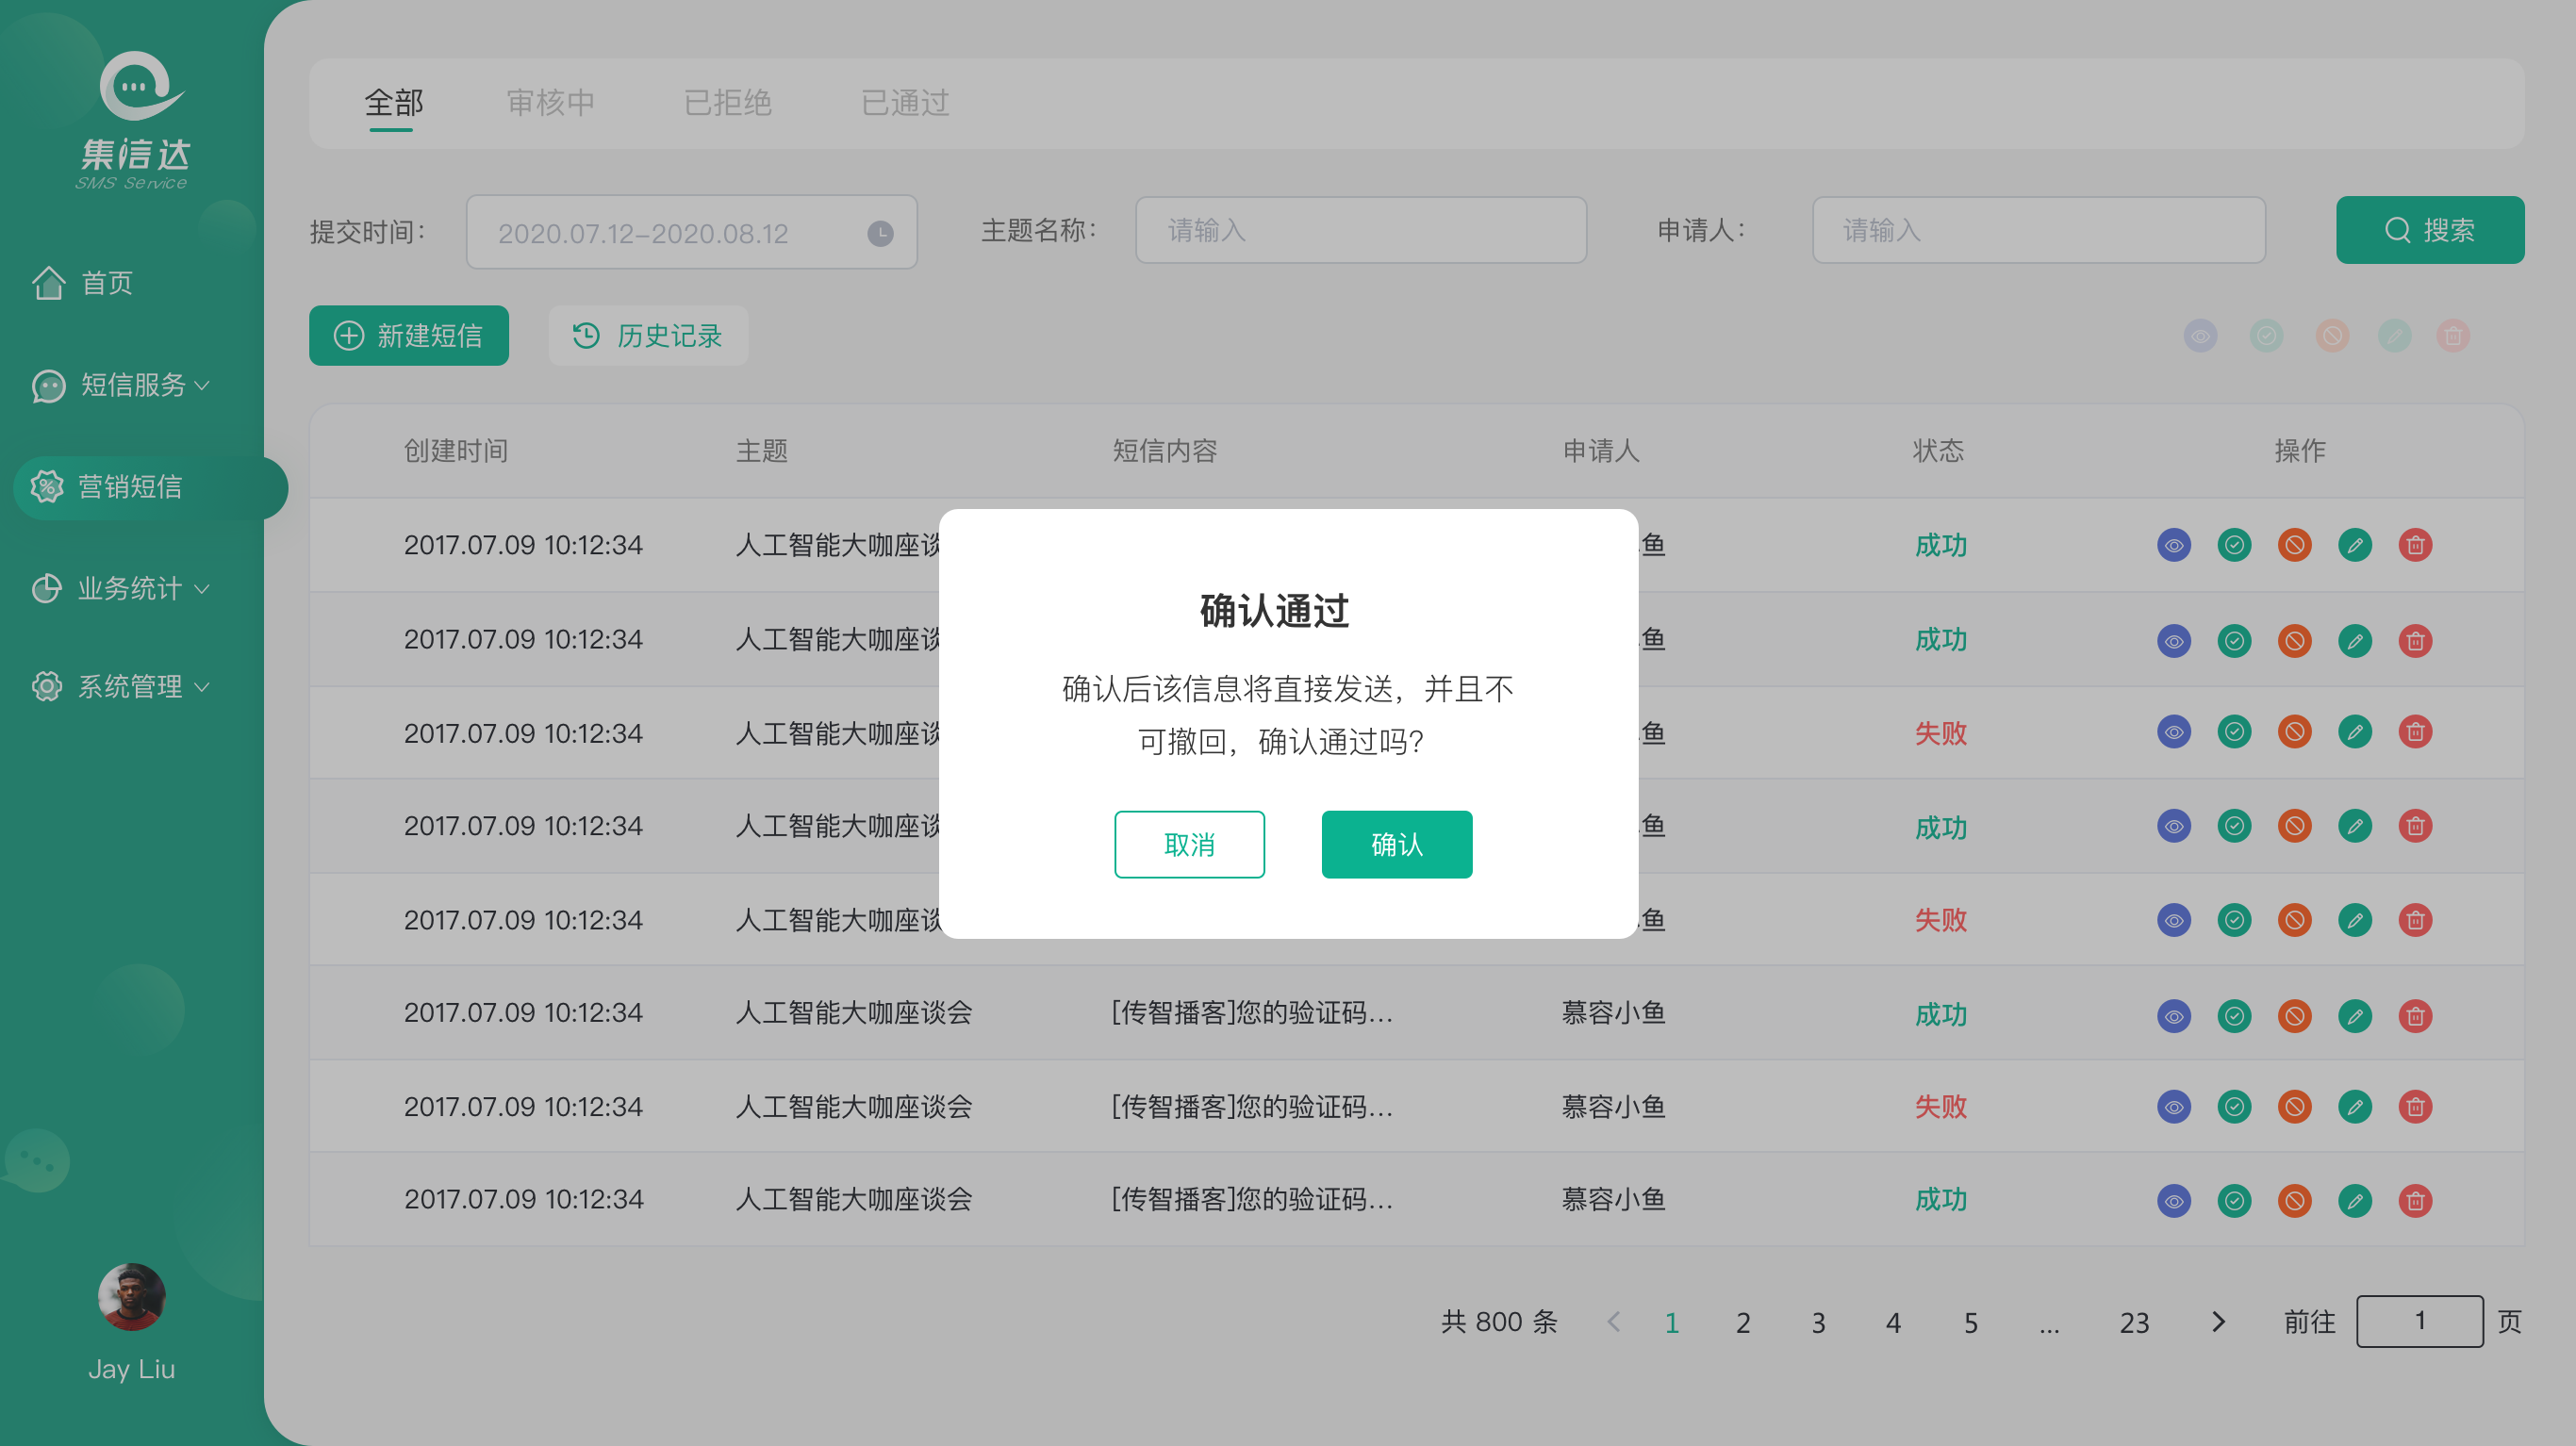 集信达
SMS Service
首页
短信服务
营销短信
业务统计
系统管理
Jay Liu
全部 审核中 已拒绝 已通过
提交时间： 2020.07.12-2020.08.12 主题名称： 请输入 申请人： 请输入 搜索
新建短信 历史记录
创建时间 主题 短信内容 申请人 状态 操作
2017.07.09 10:12:34 人工智能大咖座谈 鱼 成功
2017.07.09 10:12:34 人工智能大咖座谈 鱼 成功
2017.07.09 10:12:34 人工智能大咖座谈 鱼 失败
2017.07.09 10:12:34 人工智能大咖座谈 鱼 成功
2017.07.09 10:12:34 人工智能大咖座谈 鱼 失败
2017.07.09 10:12:34 人工智能大咖座谈会 [传智播客]您的验证码... 慕容小鱼 成功
2017.07.09 10:12:34 人工智能大咖座谈会 [传智播客]您的验证码... 慕容小鱼 失败
2017.07.09 10:12:34 人工智能大咖座谈会 [传智播客]您的验证码... 慕容小鱼 成功
确认通过
确认后该信息将直接发送，并且不
可撤回，确认通过吗？
取消 确认
共 800 条 1 2 3 4 5 ... 23 前往 1 页